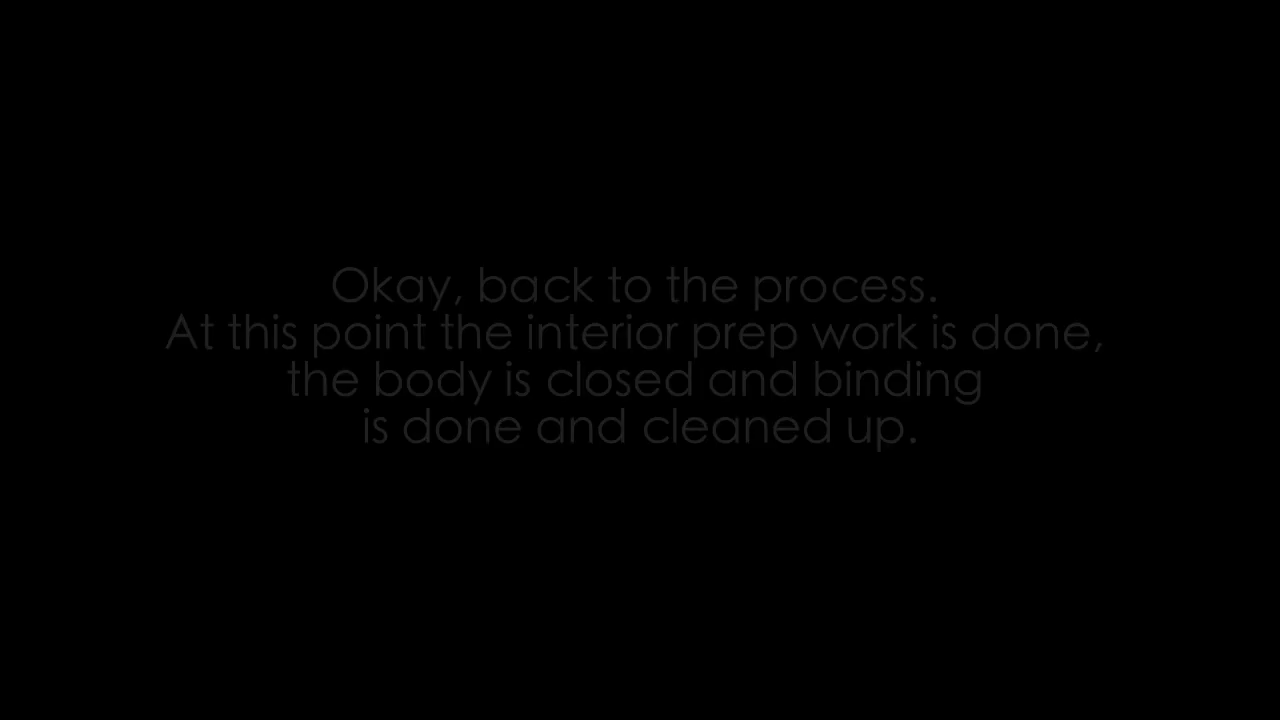 Okay, back to the process.
At this point the interior prep work is done,
the body is closed and binding
is done and cleaned up.